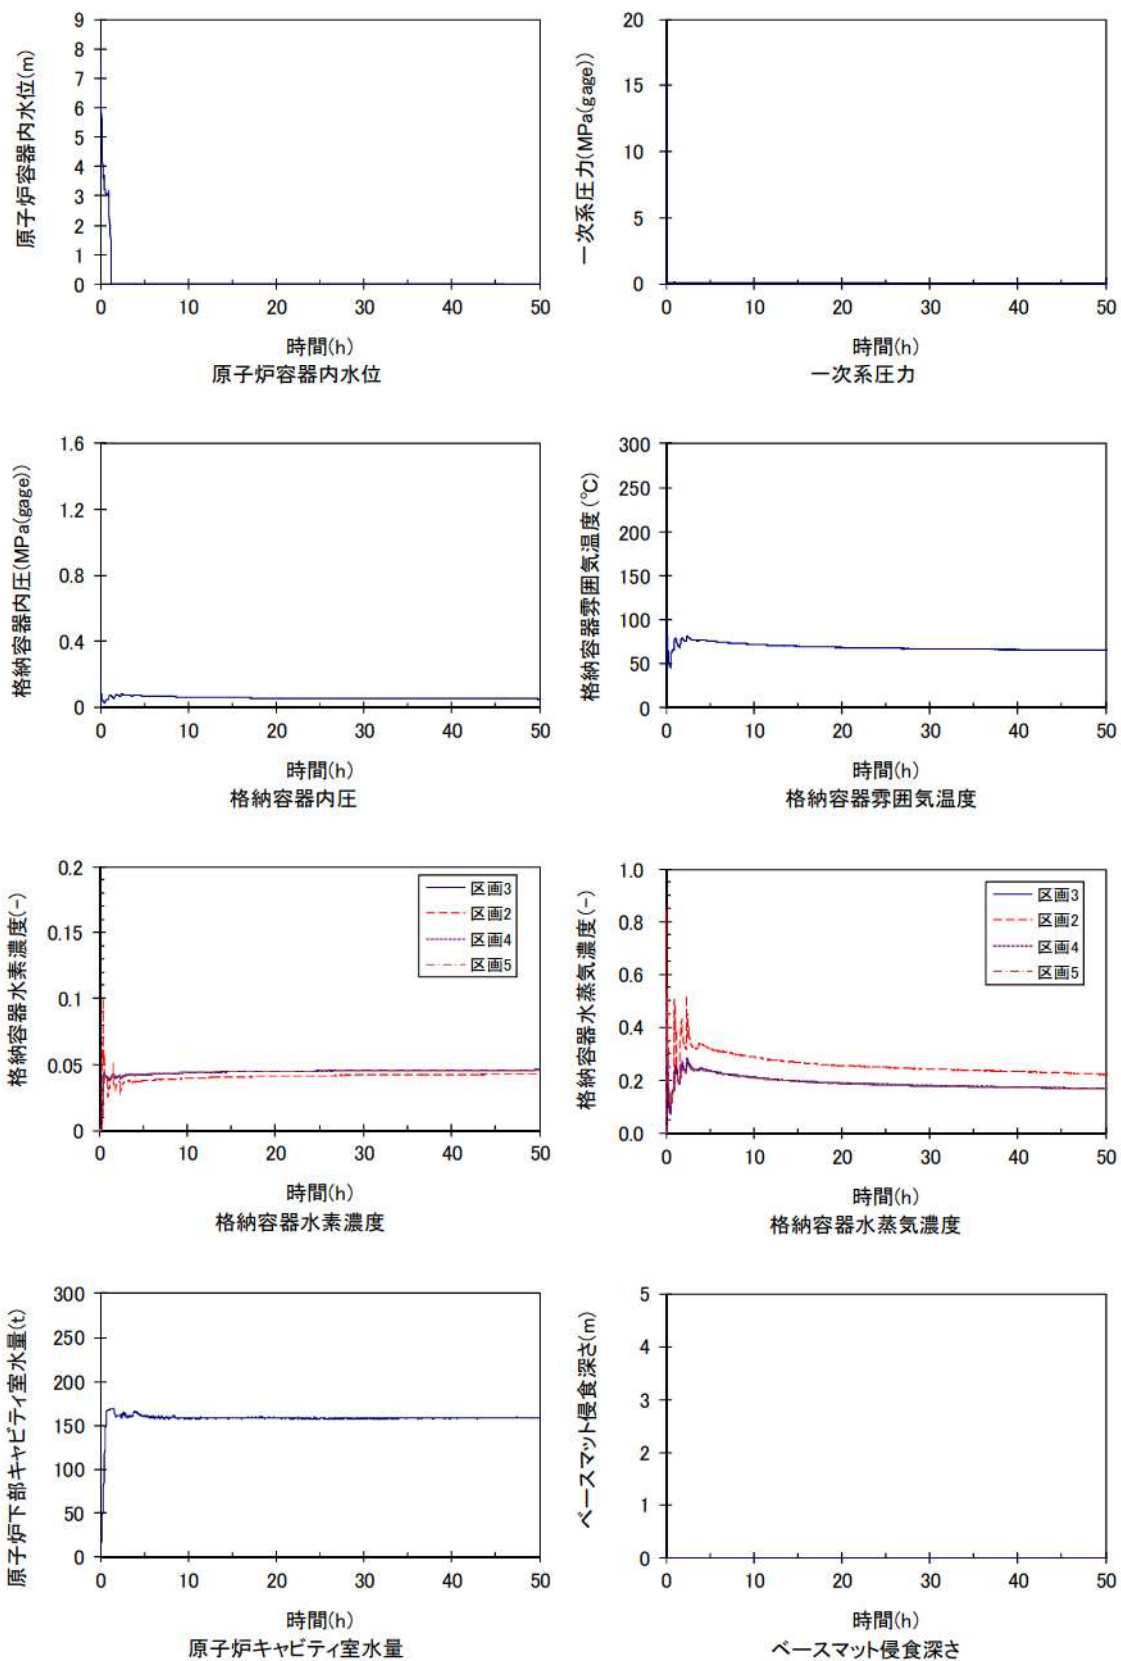 原子炉容器内水位(m)
9
8
7
6
5
4
3
2
1
0
0 10 20 30 40 50
時間(h)
原子炉容器内水位
一次系圧力(MPa(gage))
20
15
10
5
0
0 10 20 30 40 50
時間(h)
一次系圧力
格納容器内圧(MPa(gage))
1.6
1.2
0.8
0.4
0
0 10 20 30 40 50
時間(h)
格納容器内圧
格納容器雰囲気温度(℃)
300
250
200
150
100
50
0
0 10 20 30 40 50
時間(h)
格納容器雰囲気温度
格納容器水素濃度(-)
0.2
0.15
0.1
0.05
0
区画3
区画2
区画4
区画5
0 10 20 30 40 50
時間(h)
格納容器水素濃度
格納容器水蒸気濃度(-)
1.0
0.8
0.6
0.4
0.2
0.0
区画3
区画2
区画4
区画5
0 10 20 30 40 50
時間(h)
格納容器水蒸気濃度
原子炉下部キャビティ室水量(t)
300
250
200
150
100
50
0
0 10 20 30 40 50
時間(h)
原子炉キャビティ室水量
ベースマット侵食深さ(m)
5
4
3
2
1
0
0 10 20 30 40 50
時間(h)
ベースマット侵食深さ